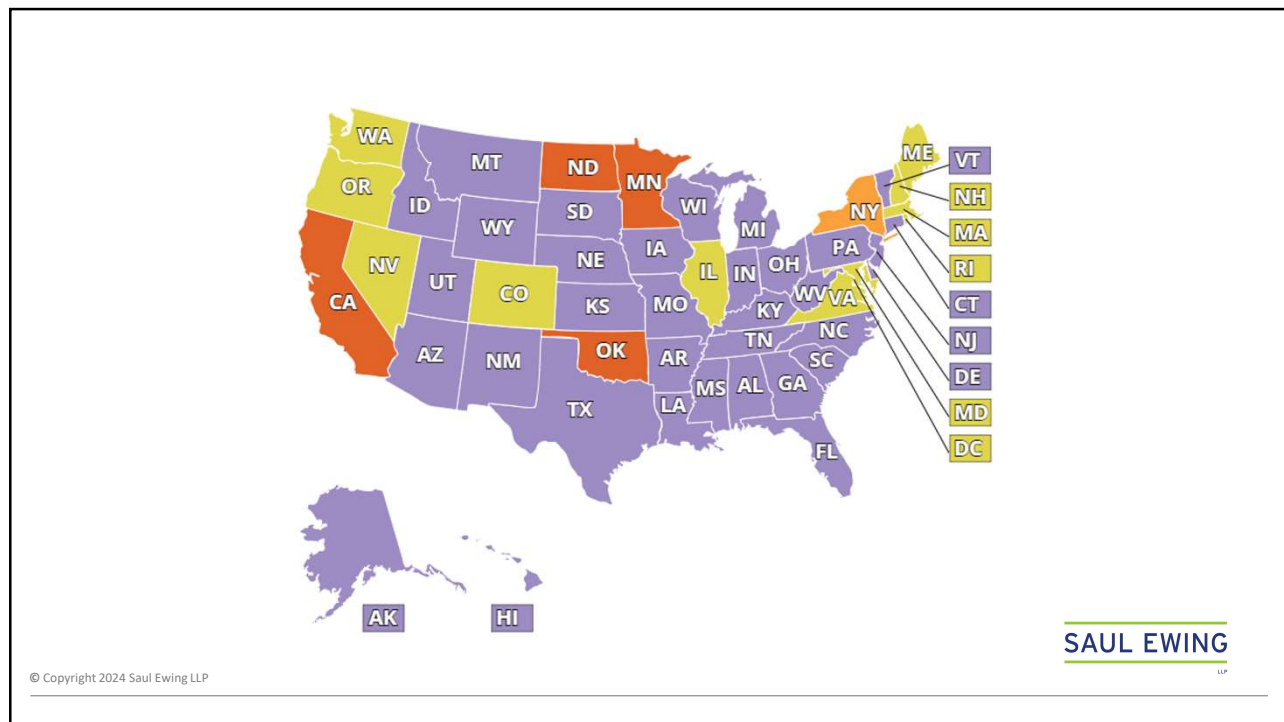 WA
MT
ND
MN
ME
VT
OR
ID
SD
WI
NH
WY
MI
NY
MA
NV
UT
NE
IA
PA
RI
CA
CO
IL
IN
OH
CT
KS
MO
WV
VA
KY
NJ
AZ
NM
OK
AR
TN
NC
DE
SC
TX
LA
MS
AL
GA
MD
FL
DC
AK
HI
SAUL EWING
LLP
© Copyright 2024 Saul Ewing LLP